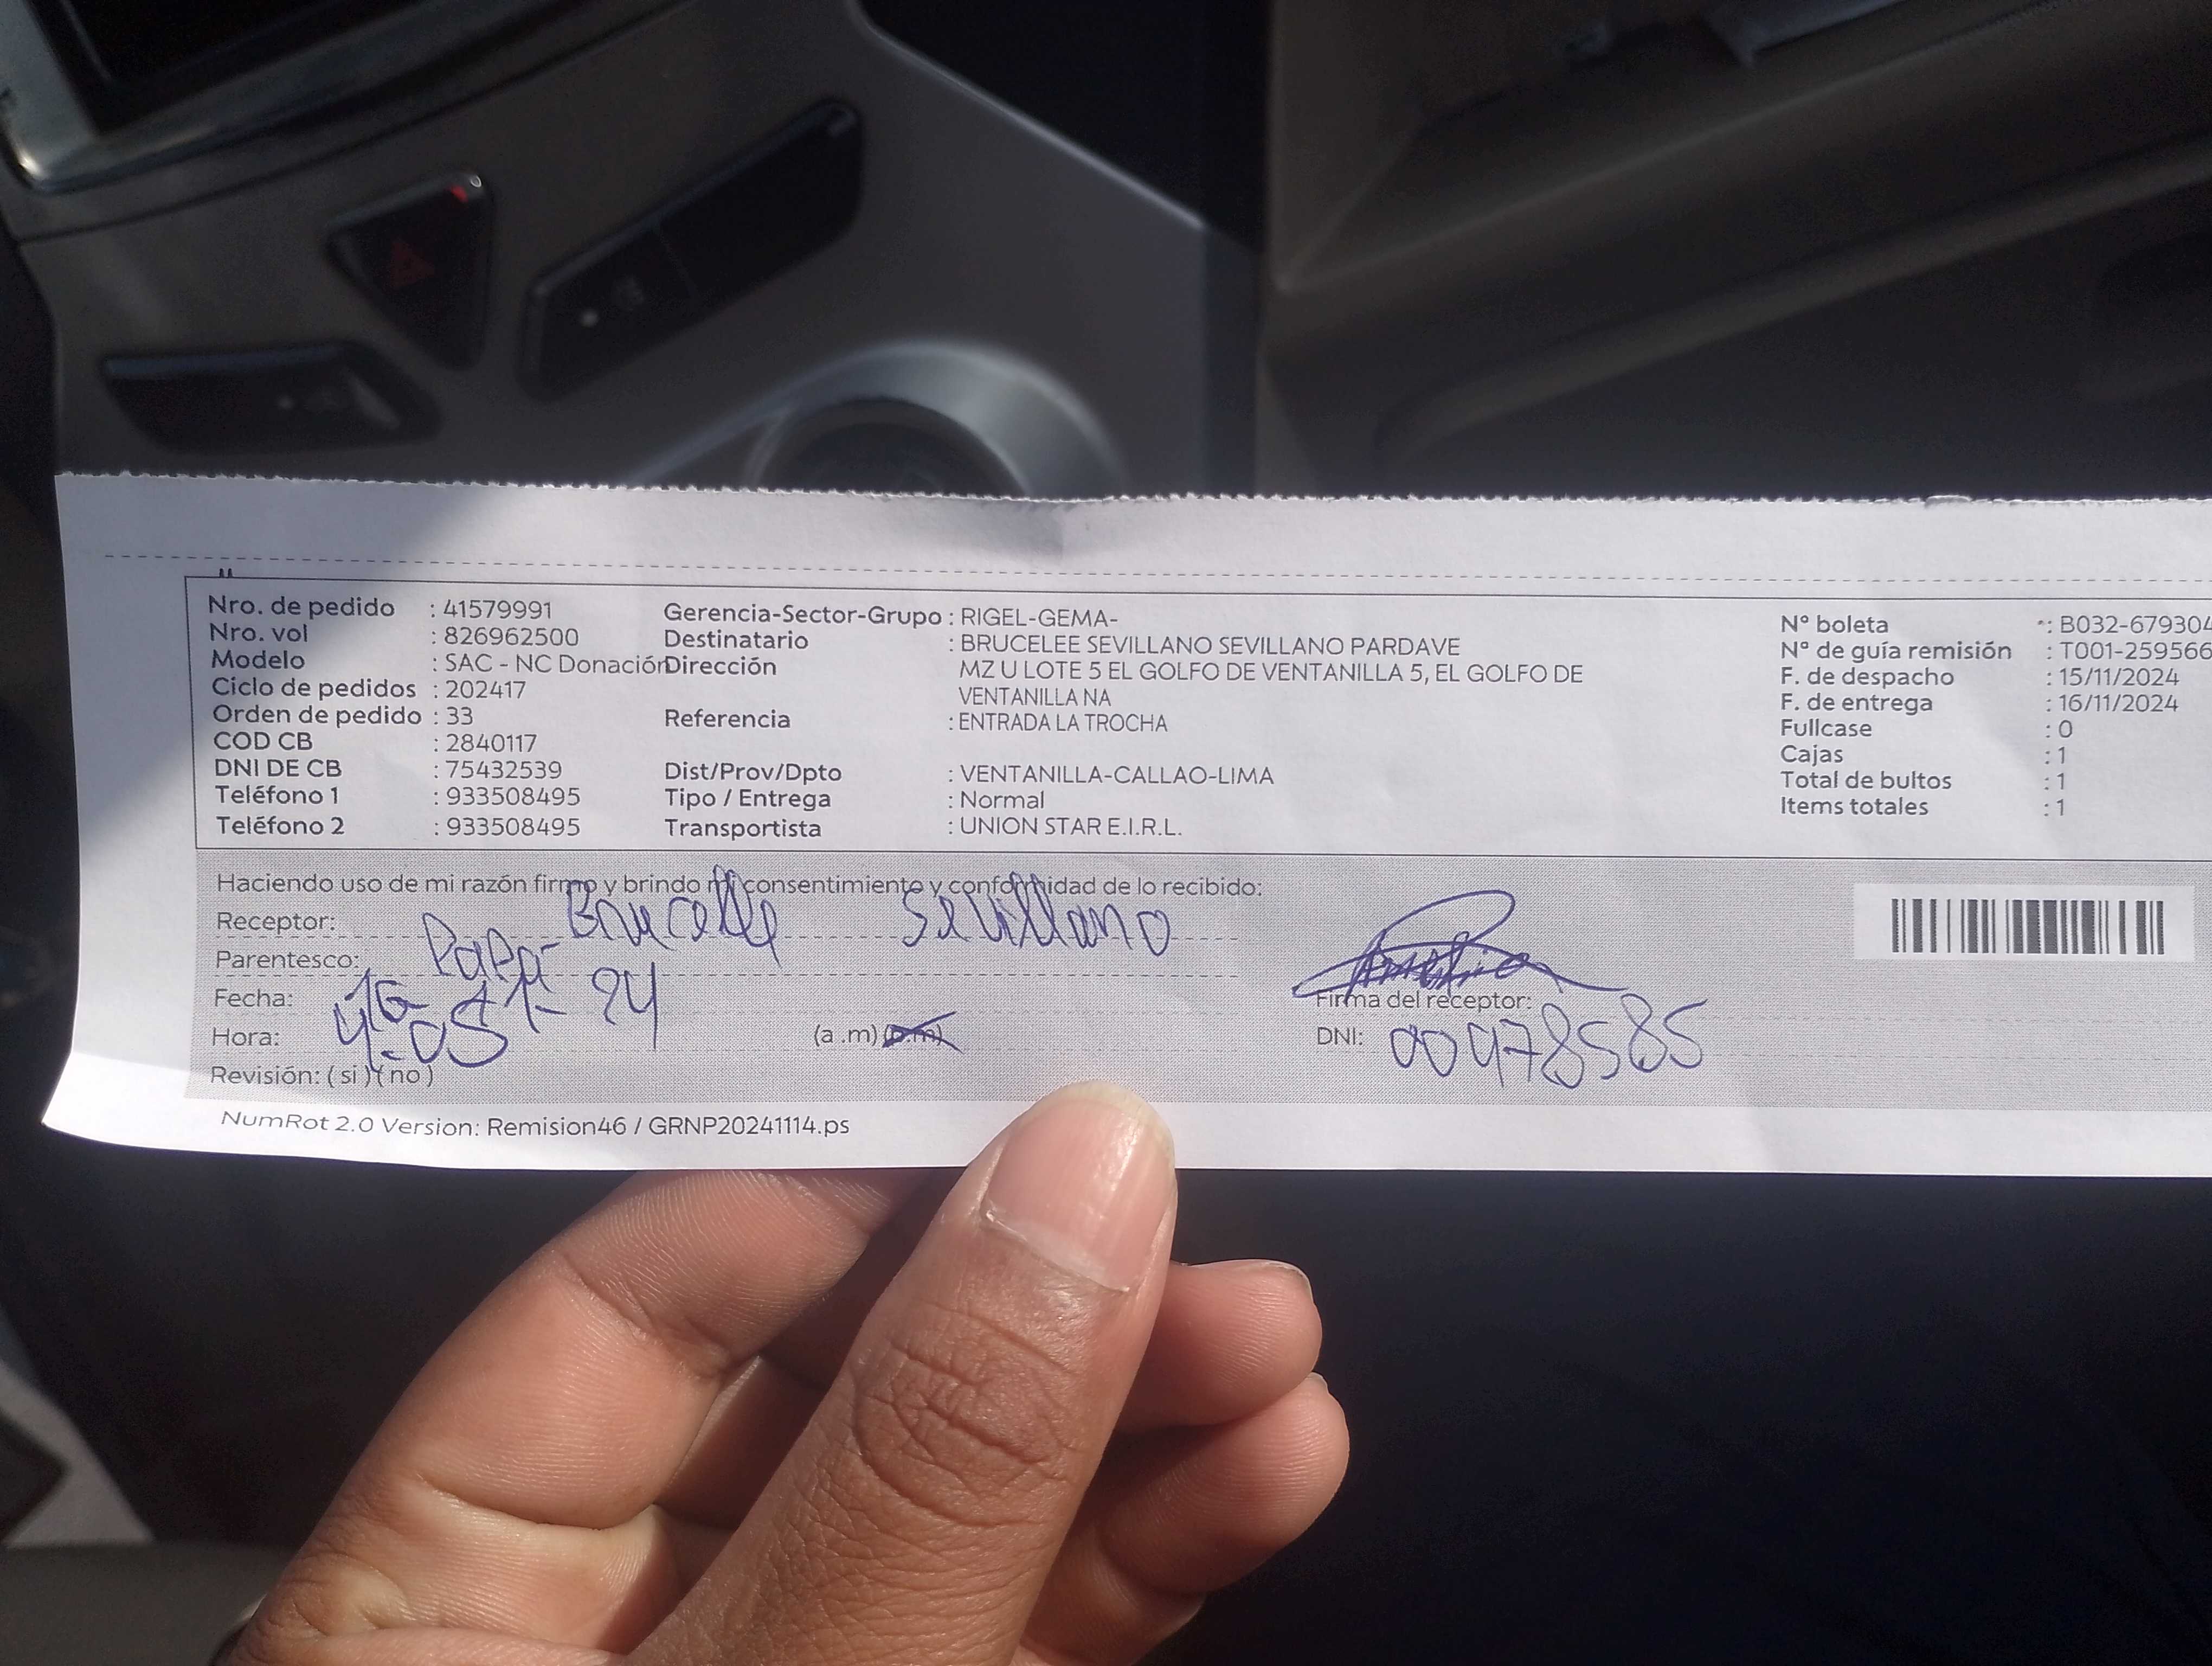 Nro. de pedido : 41579991
Nro. vol : 826962500
Modelo : SAC - NC Donación
Ciclo de pedidos : 202417
Orden de pedido : 33
COD CB : 2840117
DNI DE CB : 75432539
Teléfono 1 : 933508495
Teléfono 2 : 933508495
Gerencia-Sector-Grupo : RIGEL-GEMA-
Destinatario : BRUCELEE SEVILLANO SEVILLANO PARDAVE
Dirección MZ U LOTE 5 EL GOLFO DE VENTANILLA 5, EL GOLFO DE
VENTANILLA NA
Referencia : ENTRADA LA TROCHA
Dist/Prov/Dpto : VENTANILLA-CALLAO-LIMA
Tipo / Entrega : Normal
Transportista : UNION STAR E.I.R.L.
N° boleta : B032-679304
N° de guía remisión : T001-259566
F. de despacho : 15/11/2024
F. de entrega : 16/11/2024
Fullcase : 0
Cajas : 1
Total de bultos : 1
Items totales : 1
Haciendo uso de mi razón firmo y brindo mi consentimiento y conformidad de lo recibido:
Receptor: Brucelle Sevillano
Parentesco: Papa
Fecha: 24
Hora: (a .m) (p.m)
Revisión: ( si ) ( no )
Firma del receptor:
DNI: 00978585
NumRot 2.0 Version: Remision46 / GRNP20241114.ps